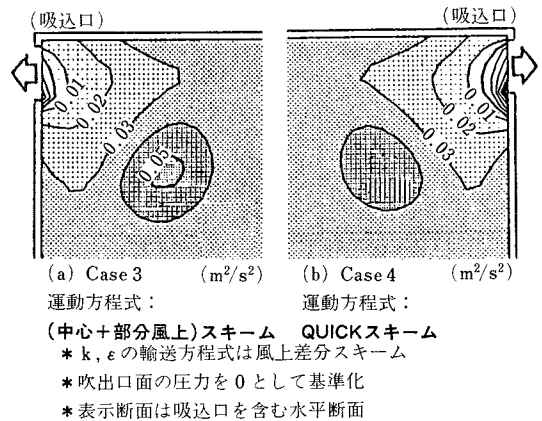 (吸込口)
(吸込口)
0.01
0.02
0.03
0.05
0.01
0.02
0.03
(a) Case 3 (m²/s²)
(b) Case 4 (m²/s²)
運動方程式：
(中心＋部分風上)スキーム
運動方程式：
QUICKスキーム
＊k, εの輸送方程式は風上差分スキーム
＊吹出口面の圧力を0として基準化
＊表示断面は吸込口を含む水平断面